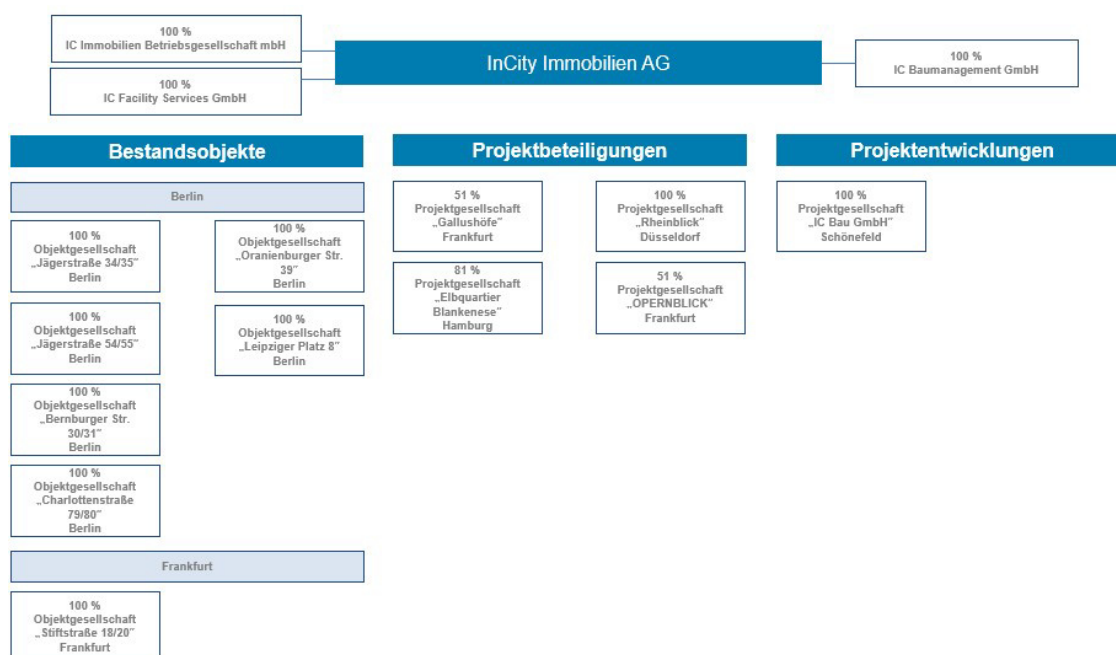 100 %
IC Immobilien Betriebsgesellschaft mbH
100 %
IC Facility Services GmbH
InCity Immobilien AG
100 %
IC Baumanagement GmbH
Bestandsobjekte
Berlin
100 %
Objektgesellschaft
„Jägerstraße 34/35"
Berlin
100 %
Objektgesellschaft
„Oranienburger Str.
39"
Berlin
100 %
Objektgesellschaft
„Jägerstraße 54/55"
Berlin
100 %
Objektgesellschaft
„Leipziger Platz 8"
Berlin
100 %
Objektgesellschaft
„Bernburger Str.
30/31"
Berlin
100 %
Objektgesellschaft
„Charlottenstraße
79/80"
Berlin
Frankfurt
100 %
Objektgesellschaft
„Stiftstraße 18/20"
Frankfurt
Projektbeteiligungen
51 %
Projektgesellschaft
„Gallushöfe"
Frankfurt
100 %
Projektgesellschaft
„Rheinblick"
Düsseldorf
81 %
Projektgesellschaft
„Elbquartier
Blankenese"
Hamburg
51 %
Projektgesellschaft
„OPERNBLICK"
Frankfurt
Projektentwicklungen
100 %
Projektgesellschaft
„IC Bau GmbH"
Schönefeld